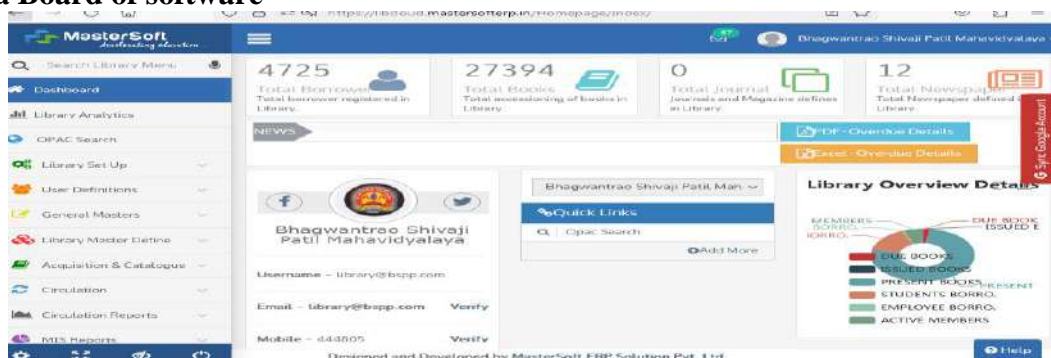 a Board of software
https://libcloud.mastersofterp.in/Homepage/Index/
MasterSoft
Accelerating education
Bhagwantrao Shivaji Patil Mahavidyalaya
Search Library Menu
Dashboard
Library Analytics
OPAC Search
Library Set Up
User Definitions
General Masters
Library Master Define
Acquisition & Catalogue
Circulation
Circulation Reports
MIS Reports
4725
Total Borrower
Total borrower registered in
Library.
27394
Total Books
Total accessioning of books in
Library.
0
Total Journal
Journals and Magazine defines
in Library.
12
Total Newspaper
Total Newspaper defined
Library.
Sync Google Account
NEWS
PDF - Overdue Details
Excel - Overdue Details
Bhagwantrao Shivaji
Patil Mahavidyalaya
Username - library@bspp.com
Email - library@bspp.com Verify
Mobile - 444805 Verify
Bhagwantrao Shivaji Patil Mah
Quick Links
Opac Search
Add More
Library Overview Details
MEMBERS
BORRO.
BORRO.
DUE BOOK
ISSUED
PRESENT
DUE BOOKS
ISSUED BOOKS
PRESENT BOOKS
STUDENTS BORRO.
EMPLOYEE BORRO.
ACTIVE MEMBERS
Help
Designed and Developed by MasterSoft ERP Solution Pvt. Ltd.